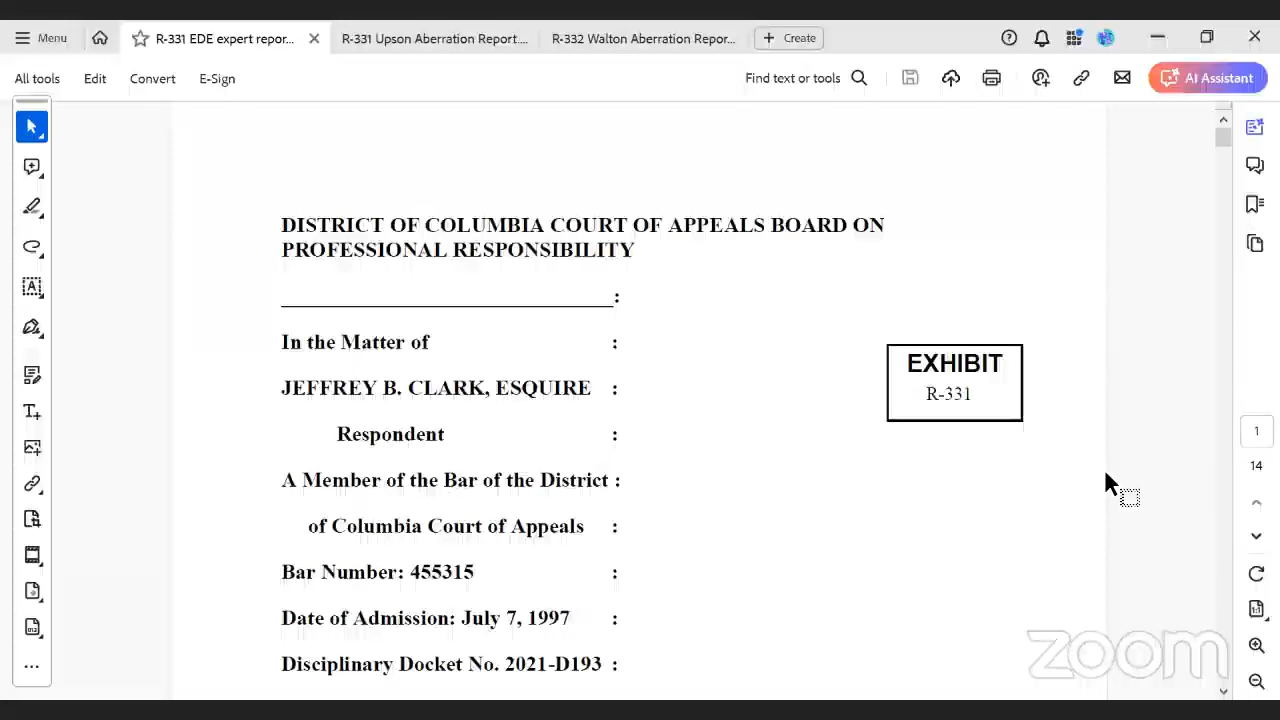 Menu
R-331 EDE expert repor...
R-331 Upson Aberration Report....
R-332 Walton Aberration Repor...
Create
All tools
Edit
Convert
E-Sign
Find text or tools
AI Assistant
DISTRICT OF COLUMBIA COURT OF APPEALS BOARD ON
PROFESSIONAL RESPONSIBILITY
:
In the Matter of :
JEFFREY B. CLARK, ESQUIRE :
Respondent :
A Member of the Bar of the District :
of Columbia Court of Appeals :
Bar Number: 455315 :
Date of Admission: July 7, 1997 :
Disciplinary Docket No. 2021-D193 :
EXHIBIT
R-331
1
14
zoom